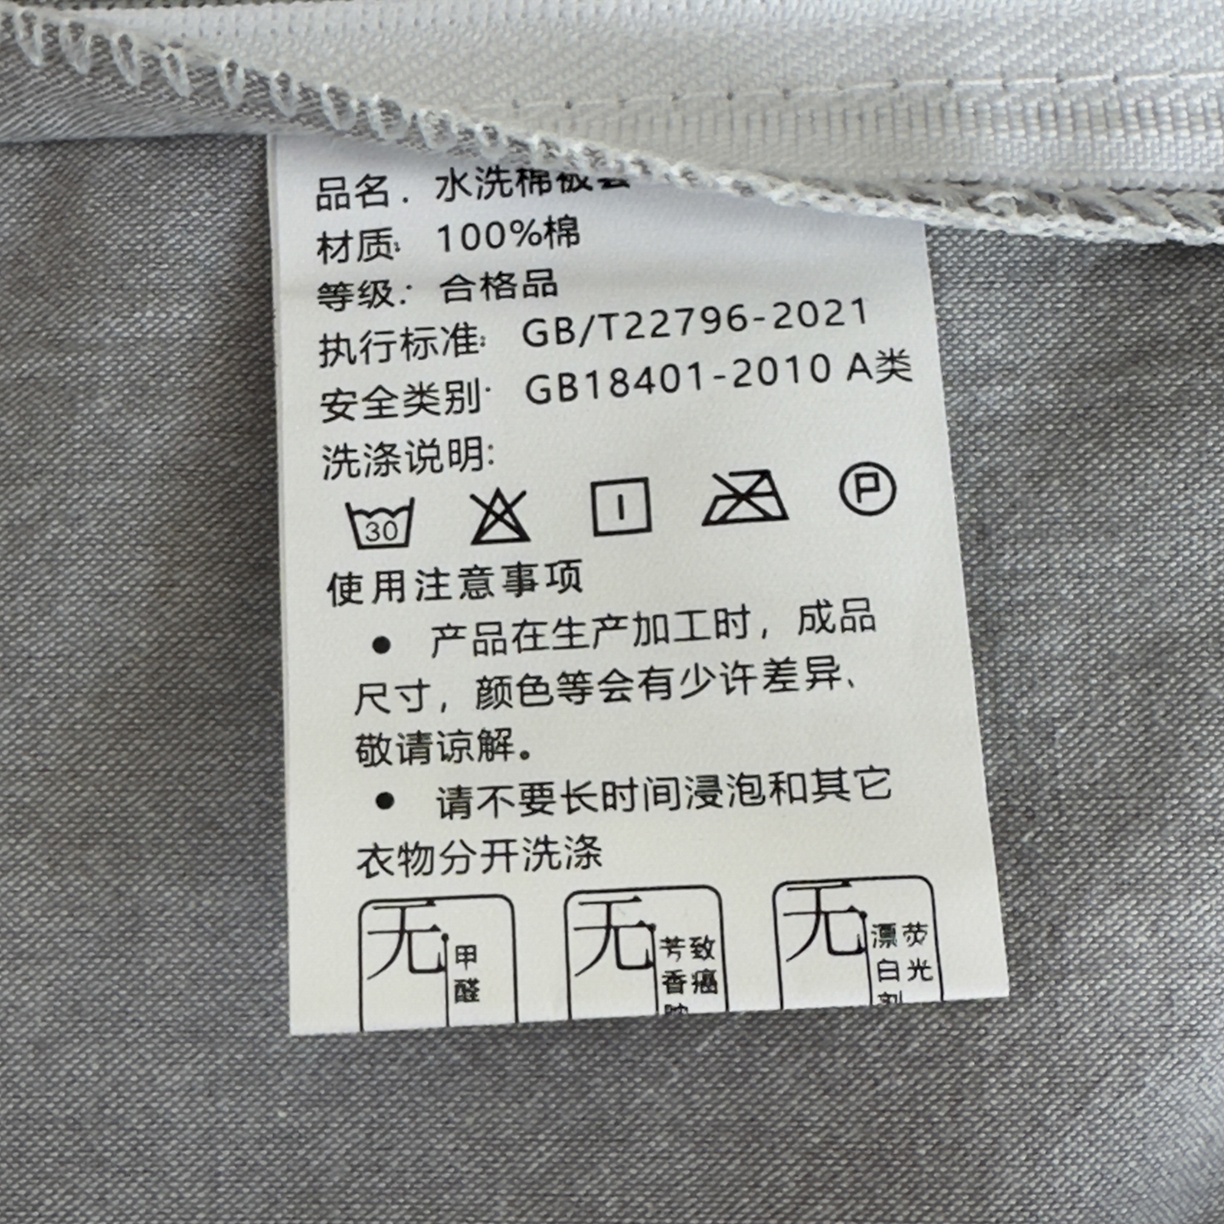 品名：水洗棉被套
材质：100%棉
等级：合格品
执行标准：GB/T22796-2021
安全类别：GB18401-2010 A类
洗涤说明：
30 P
使用注意事项
● 产品在生产加工时，成品
尺寸，颜色等会有少许差异、
敬请谅解。
● 请不要长时间浸泡和其它
衣物分开洗涤
无 甲醛 无 致癌芳香胺 无 荧光漂白剂